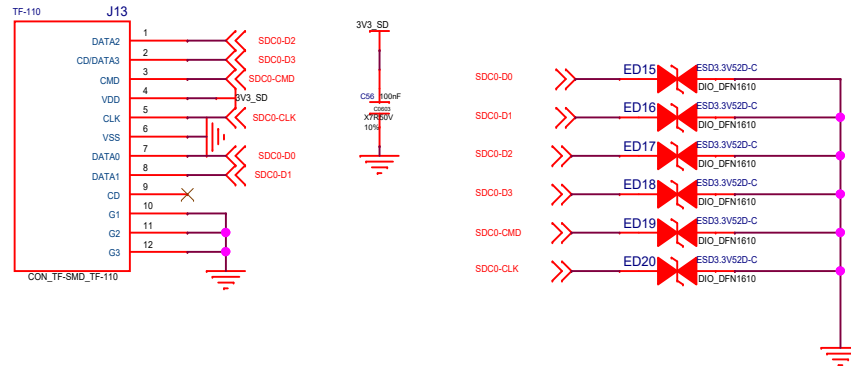 TF-110 J13
DATA2 1 SDC0-D2
CD/DATA3 2 SDC0-D3
CMD 3 SDC0-CMD
VDD 4 3V3_SD
CLK 5 SDC0-CLK
VSS 6
DATA0 7 SDC0-D0
DATA1 8 SDC0-D1
CD 9
G1 10
G2 11
G3 12
CON_TF-SMD_TF-110
3V3_SD
C56 100nF
C0603
X7R50V
10%
SDC0-D0 ED15 ESD3.3V52D-C
DIO_DFN1610
SDC0-D1 ED16 ESD3.3V52D-C
DIO_DFN1610
SDC0-D2 ED17 ESD3.3V52D-C
DIO_DFN1610
SDC0-D3 ED18 ESD3.3V52D-C
DIO_DFN1610
SDC0-CMD ED19 ESD3.3V52D-C
DIO_DFN1610
SDC0-CLK ED20 ESD3.3V52D-C
DIO_DFN1610